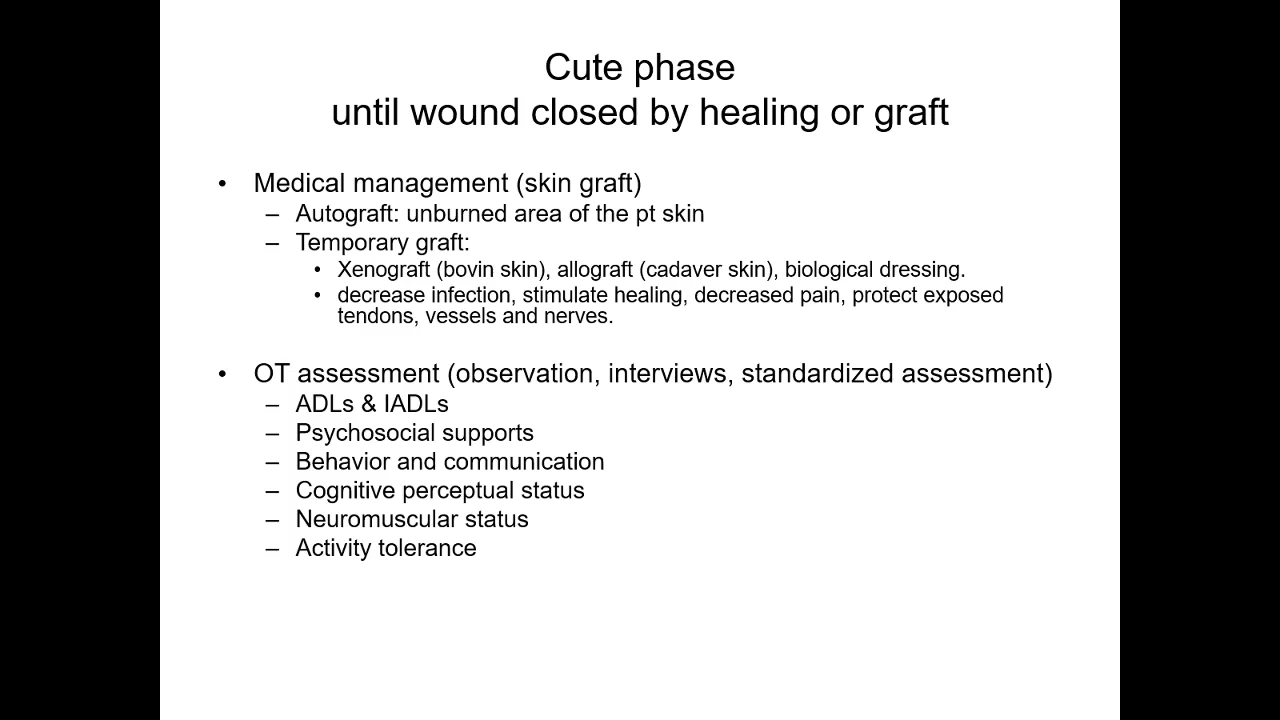 Cute phase
until wound closed by healing or graft
• Medical management (skin graft)
– Autograft: unburned area of the pt skin
– Temporary graft:
• Xenograft (bovin skin), allograft (cadaver skin), biological dressing.
• decrease infection, stimulate healing, decreased pain, protect exposed
tendons, vessels and nerves.
• OT assessment (observation, interviews, standardized assessment)
– ADLs & IADLs
– Psychosocial supports
– Behavior and communication
– Cognitive perceptual status
– Neuromuscular status
– Activity tolerance